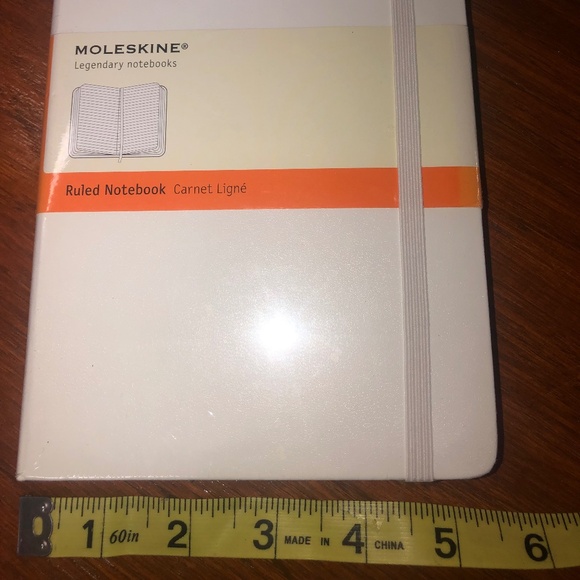 MOLESKINE®
Legendary notebooks
Ruled Notebook Carnet Ligné
1 60in 2 3 MADE IN 4 CHINA 5 6